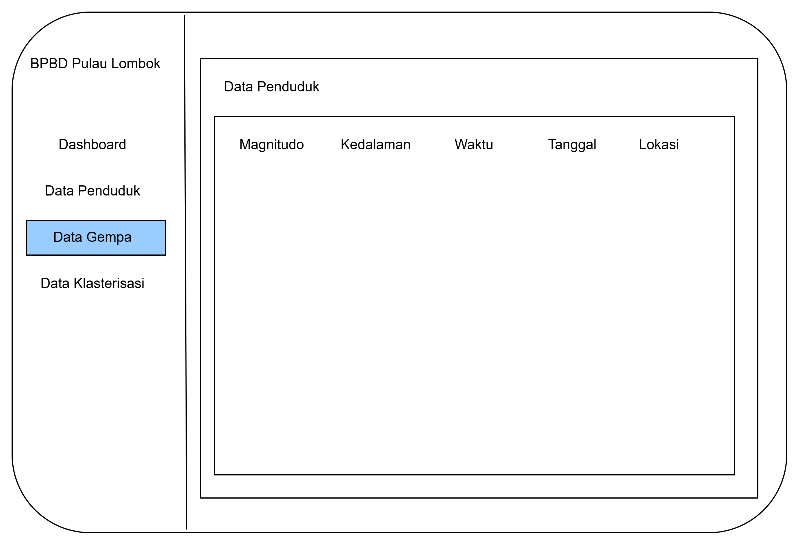 BPBD Pulau Lombok
Dashboard
Data Penduduk
Data Gempa
Data Klasterisasi
Data Penduduk
Magnitudo Kedalaman Waktu Tanggal Lokasi